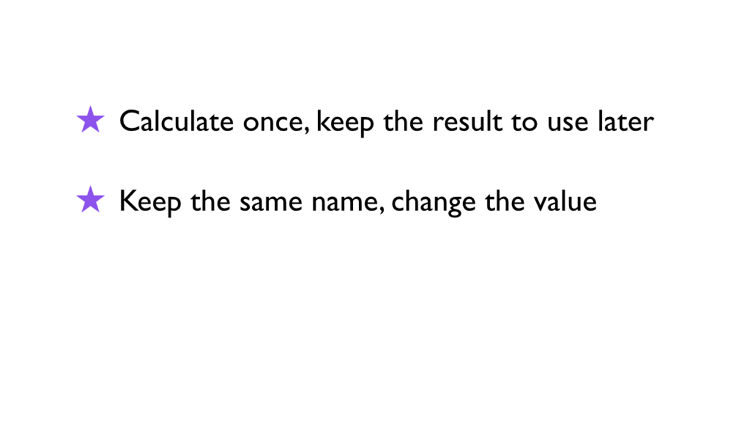 ★ Calculate once, keep the result to use later
★ Keep the same name, change the value